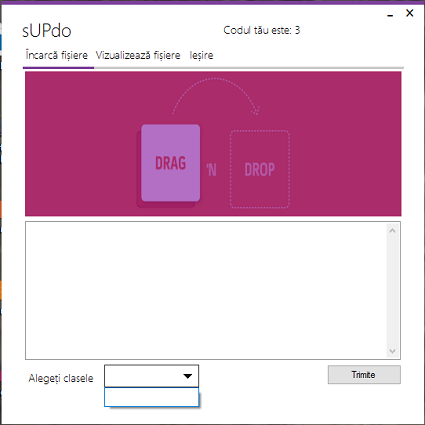 sUPdo
Codul tău este: 3
Încarcă fișiere Vizualizează fișiere Ieșire
DRAG 'N DROP
Alegeți clasele
Trimite